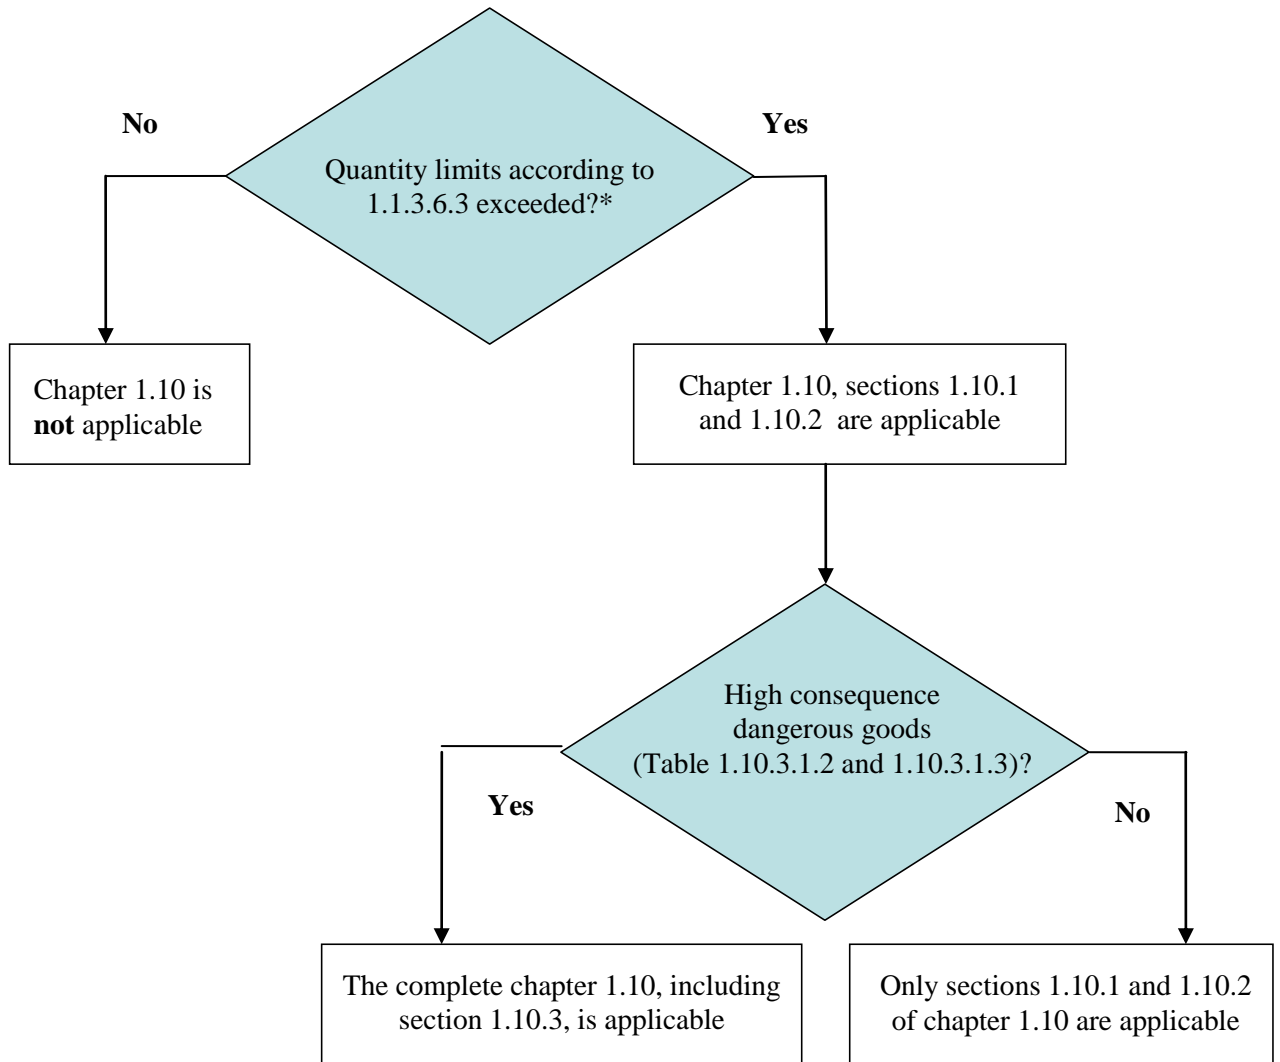 No
Yes
Quantity limits according to
1.1.3.6.3 exceeded?*
Chapter 1.10 is
not applicable
Chapter 1.10, sections 1.10.1
and 1.10.2 are applicable
High consequence
dangerous goods
(Table 1.10.3.1.2 and 1.10.3.1.3)?
Yes
No
The complete chapter 1.10, including
section 1.10.3, is applicable
Only sections 1.10.1 and 1.10.2
of chapter 1.10 are applicable